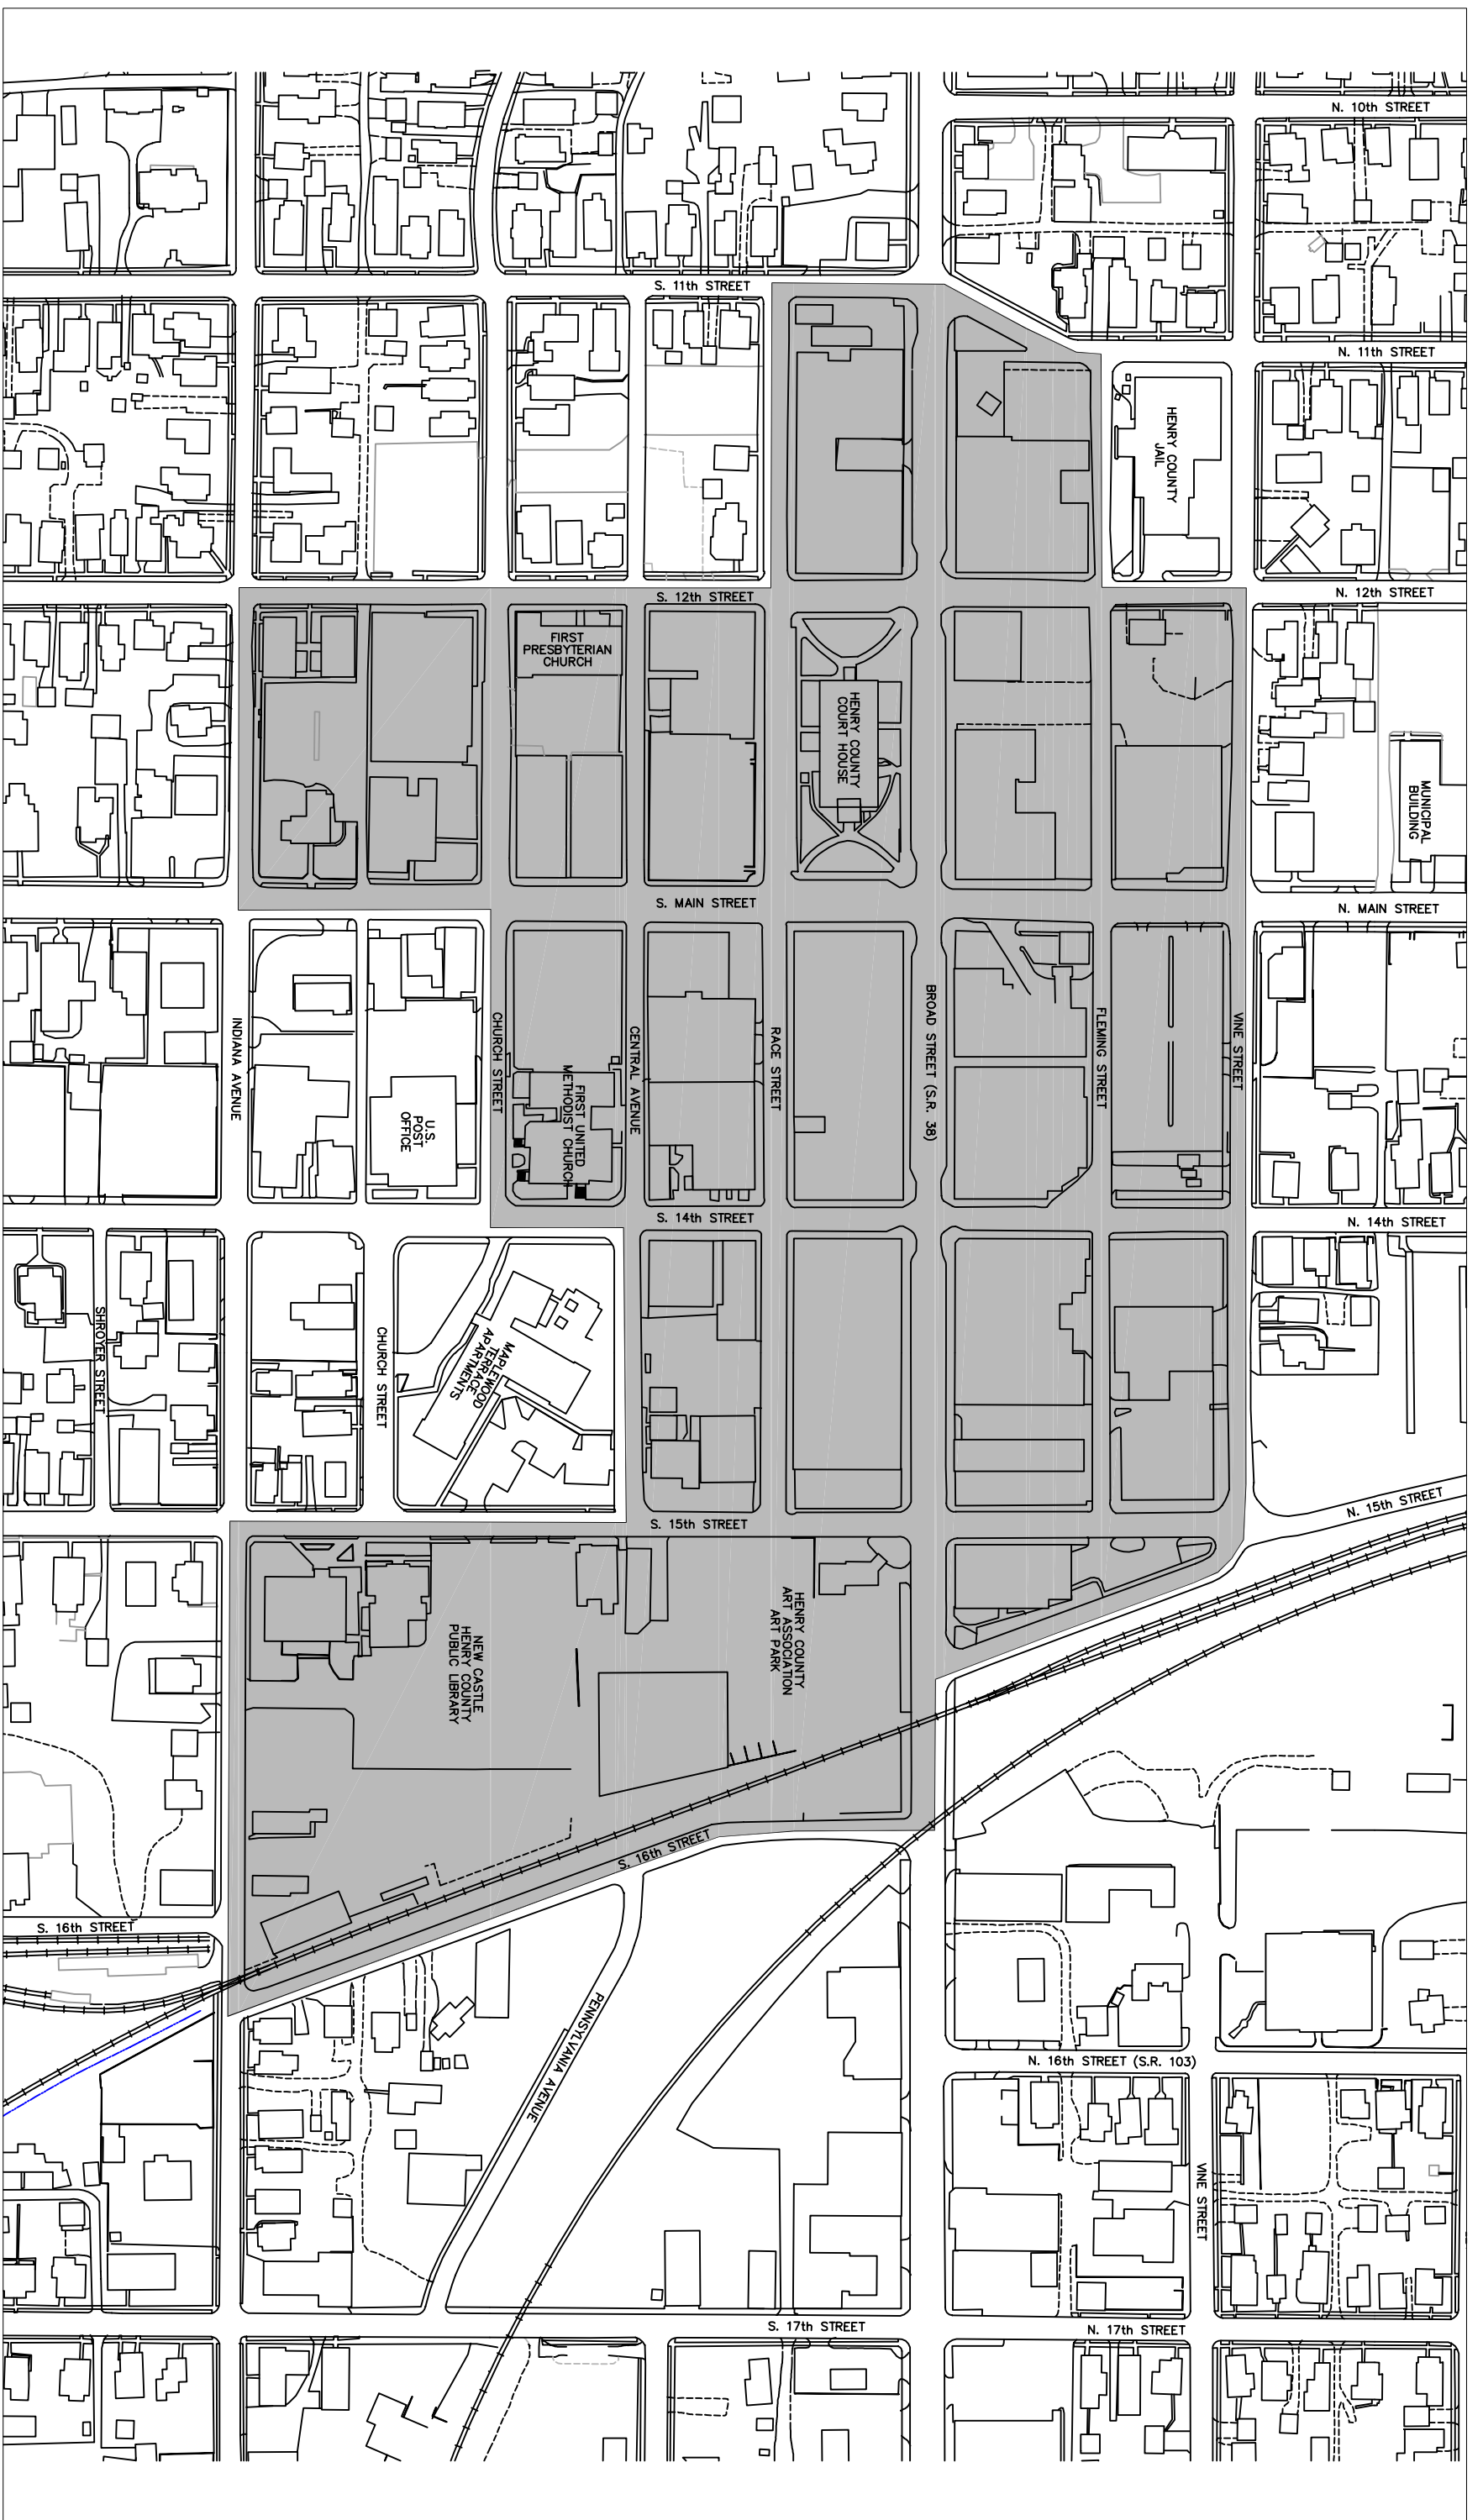 N. 10th STREET
S. 11th STREET
N. 11th STREET
HENRY COUNTY
JAIL
S. 12th STREET
N. 12th STREET
FIRST
PRESBYTERIAN
CHURCH
HENRY COUNTY
COURT HOUSE
MUNICIPAL
BUILDING
S. MAIN STREET
N. MAIN STREET
INDIANA AVENUE
CHURCH STREET
CENTRAL AVENUE
RACE STREET
BROAD STREET (S.R. 38)
FLEMING STREET
VINE STREET
U.S.
POST
OFFICE
FIRST UNITED
METHODIST CHURCH
S. 14th STREET
N. 14th STREET
SHROYER STREET
CHURCH STREET
MAPLEWOOD
TERRACE
APARTMENTS
S. 15th STREET
N. 15th STREET
NEW CASTLE
HENRY COUNTY
PUBLIC LIBRARY
HENRY COUNTY
ART ASSOCIATION
ART PARK
S. 16th STREET
S. 16th STREET
PENNSYLVANIA AVENUE
N. 16th STREET (S.R. 103)
VINE STREET
S. 17th STREET
N. 17th STREET